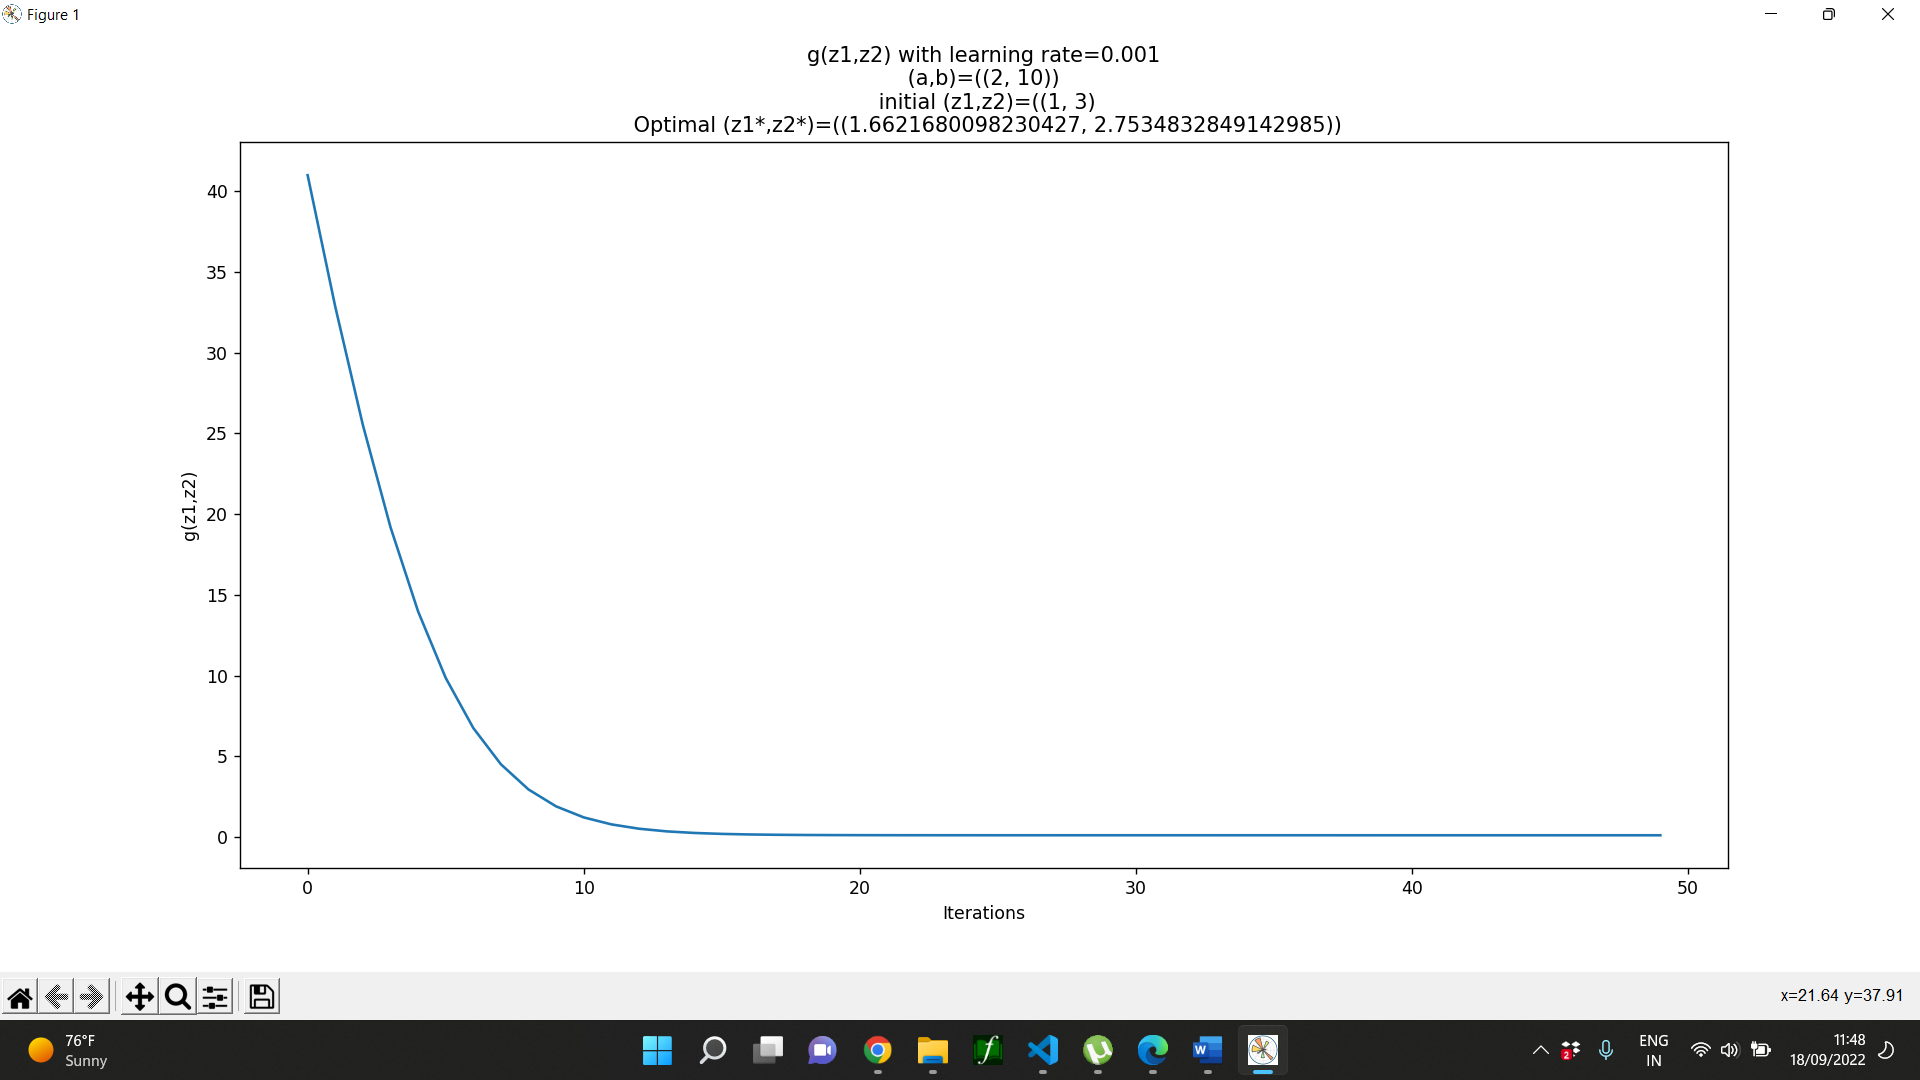 Figure 1
g(z1,z2) with learning rate=0.001
(a,b)=((2, 10))
initial (z1,z2)=((1, 3)
Optimal (z1*,z2*)=((1.6621680098230427, 2.7534832849142985))
40
35
30
25
20
15
10
5
0
g(z1,z2)
0 10 20 30 40 50
Iterations
x=21.64 y=37.91
76°F
Sunny
2
ENG
IN
11:48
18/09/2022